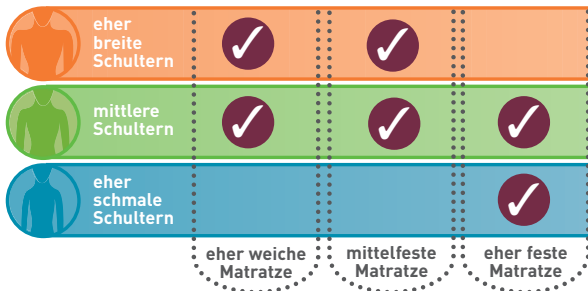 eher
breite
Schultern
mittlere
Schultern
eher
schmale
Schultern
eher weiche
Matratze
mittelfeste
Matratze
eher feste
Matratze